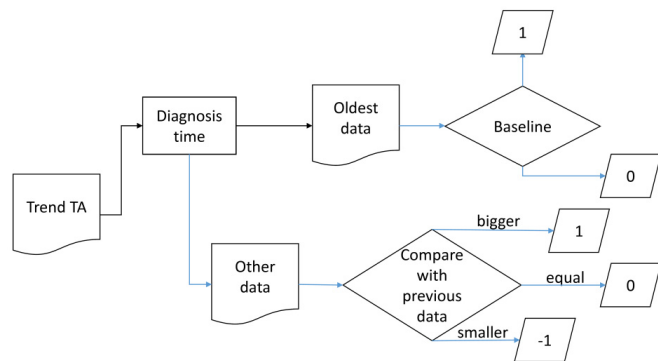 1
Oldest
data
Diagnosis
time
Baseline
0
Trend TA
bigger
1
Other
data
Compare
with
previous
data
equal
0
smaller
-1